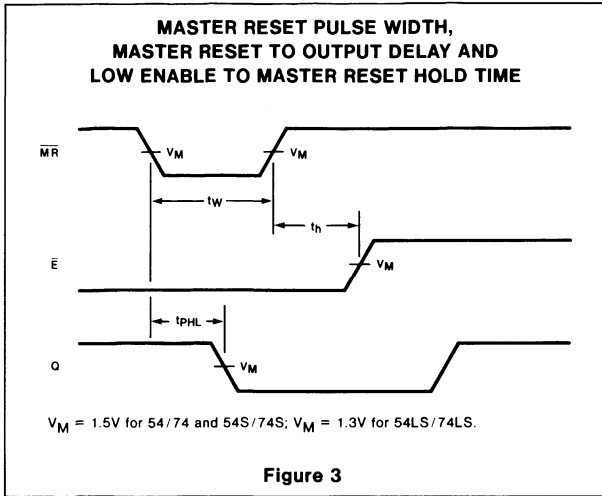 MASTER RESET PULSE WIDTH,
MASTER RESET TO OUTPUT DELAY AND
LOW ENABLE TO MASTER RESET HOLD TIME
MR VM VM
tW
th
E VM
tPHL
Q VM
VM = 1.5V for 54/74 and 54S/74S; VM = 1.3V for 54LS/74LS.
Figure 3